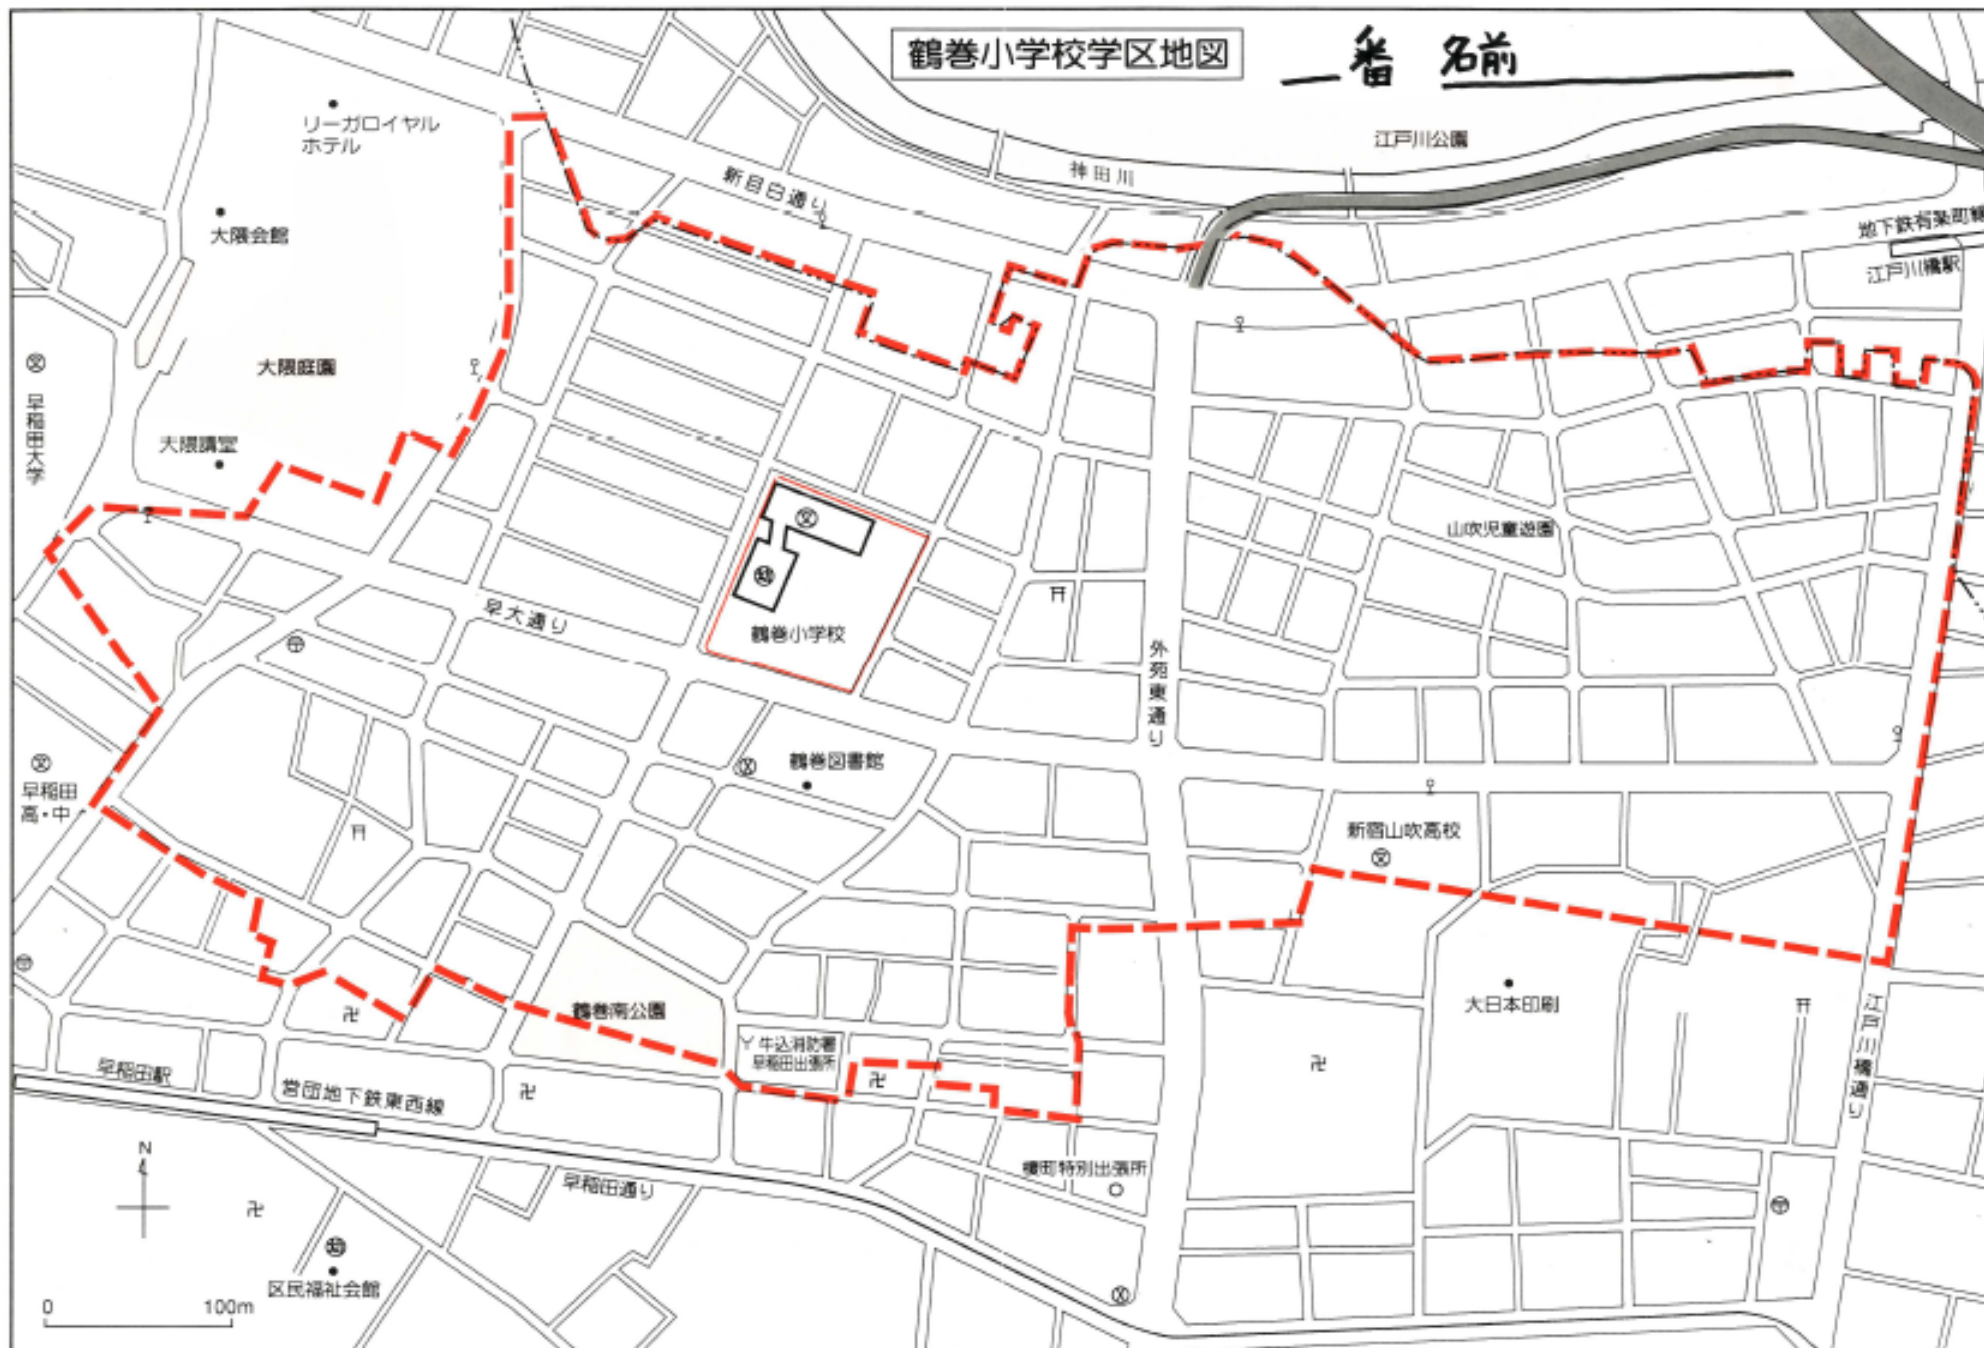 鶴巻小学校学区地図
番 名前
リーガロイヤル
ホテル
江戸川公園
神田川
新目白通り
大隈会館
地下鉄有楽町線
江戸川橋駅
大隈庭園
早稲田大学
大隈講堂
山吹児童遊園
早大通り
鶴巻小学校
外苑東通り
鶴巻図書館
早稲田
高・中
新宿山吹高校
鶴巻南公園
大日本印刷
牛込消防署
早稲田出張所
江戸川橋通り
早稲田駅
営団地下鉄東西線
榎町特別出張所
早稲田通り
N
区民福祉会館
0 100m